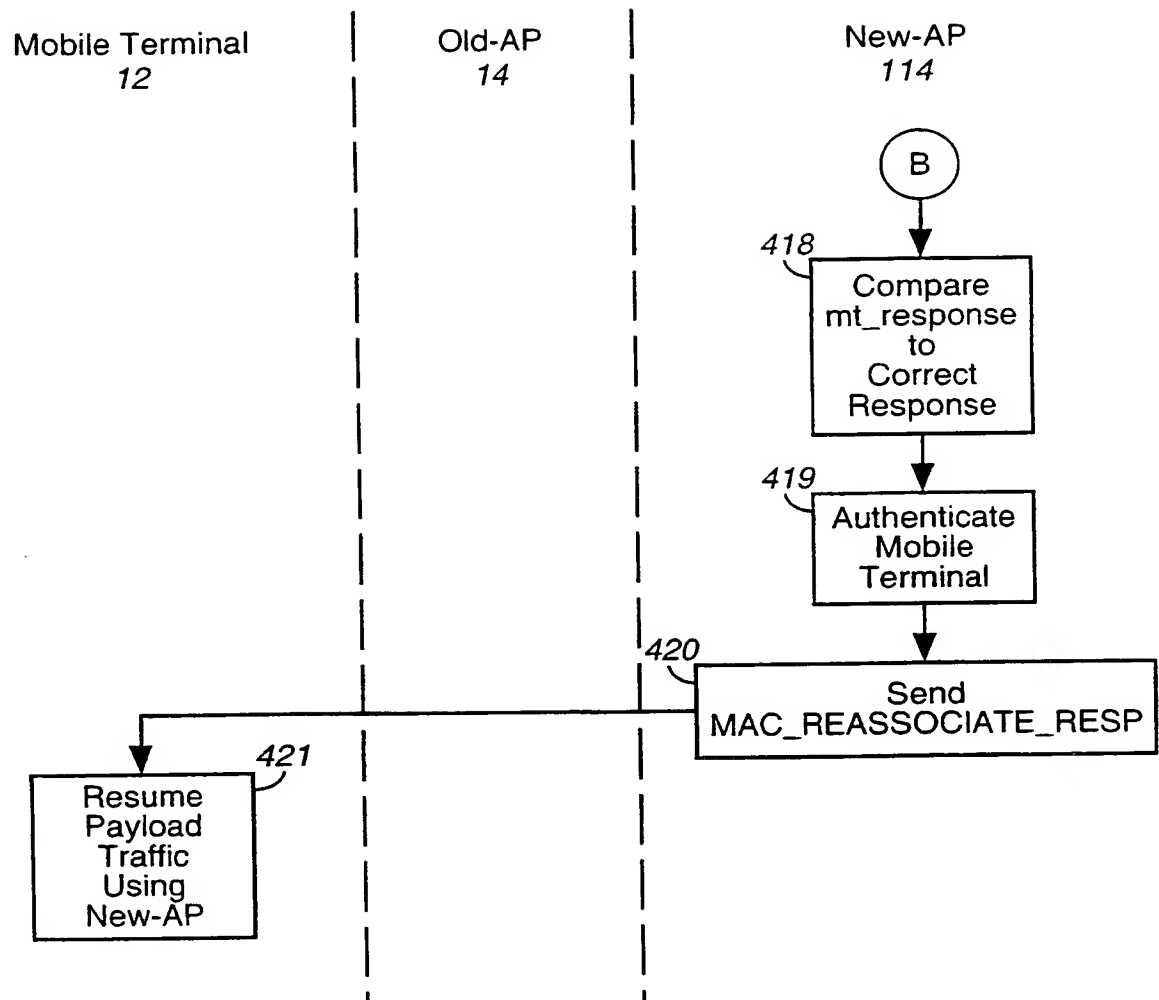 Mobile Terminal
12
Old-AP
14
New-AP
114
B
418
Compare
mt_response
to
Correct
Response
419
Authenticate
Mobile
Terminal
420
Send
MAC_REASSOCIATE_RESP
421
Resume
Payload
Traffic
Using
New-AP